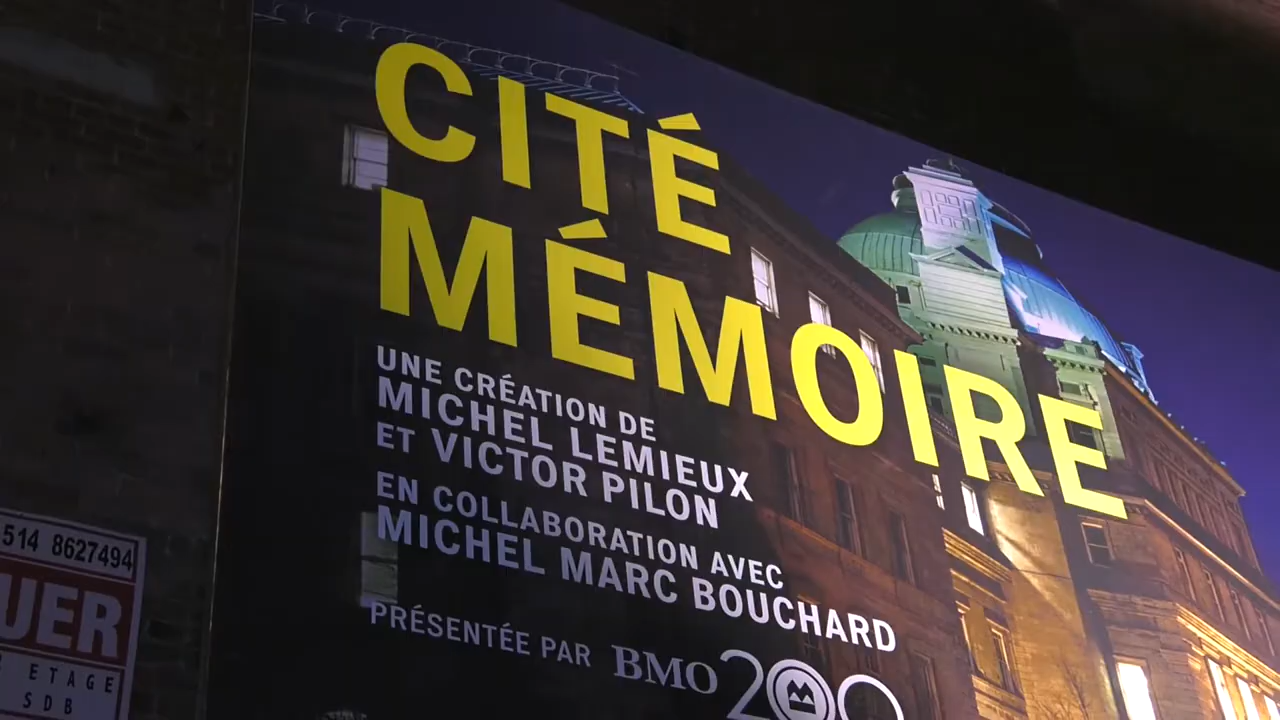 CITÉ
MÉMOIRE
UNE CRÉATION DE
MICHEL LEMIEUX
ET VICTOR PILON
EN COLLABORATION AVEC
MICHEL MARC BOUCHARD
PRÉSENTÉE PAR BMO 200
514 8627494
UER
ETAGE
SDB